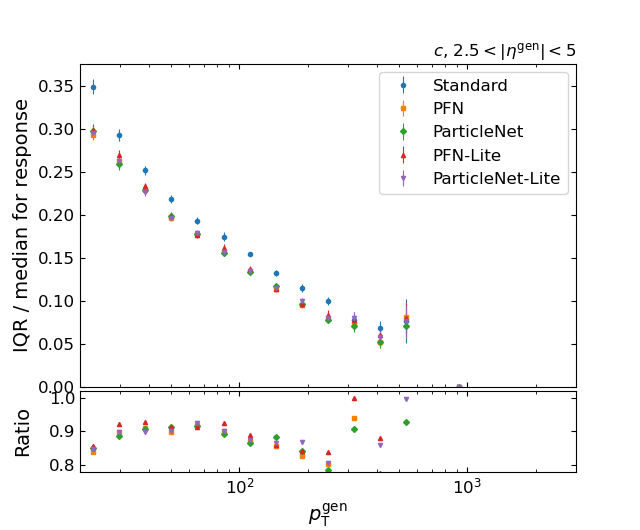 c, 2.5 < |η^gen| < 5
IQR / median for response
0.35
0.30
0.25
0.20
0.15
0.10
0.05
0.00
Standard
PFN
ParticleNet
PFN-Lite
ParticleNet-Lite
Ratio
1.0
0.9
0.8
10^2
10^3
p_T^gen